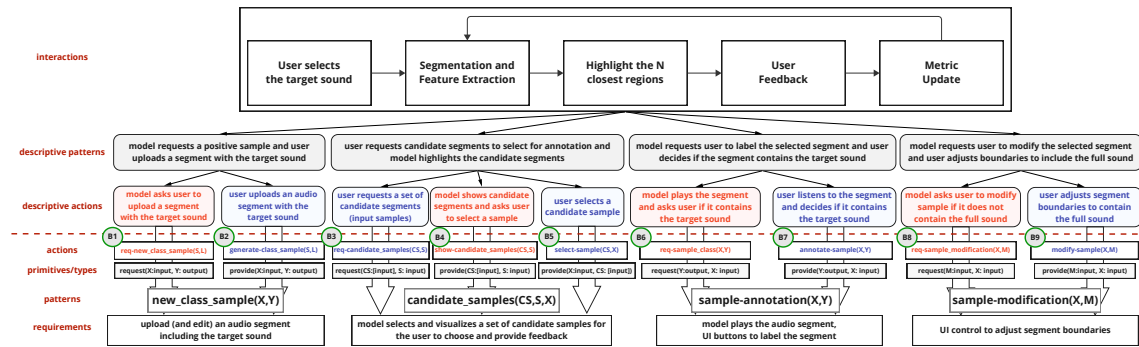 interactions
User selects
the target sound
Segmentation and
Feature Extraction
Highlight the N
closest regions
User
Feedback
Metric
Update
descriptive patterns
model requests a positive sample and user
uploads a segment with the target sound
user requests candidate segments to select for annotation and
model highlights the candidate segments
model requests user to label the selected segment and user
decides if the segment contains the target sound
model requests user to modify the selected segment
and user adjusts boundaries to include the full sound
descriptive actions
model asks user to
upload a segment
with the target sound
user uploads an audio
segment with the
target sound
user requests a set of
candidate segments
(input samples)
model shows candidate
segments and asks user
to select a sample
user selects a
candidate sample
model plays the segment
and asks user if it contains
the target sound
user listens to the segment
and decides if it contains
the target sound
model asks user to modify
sample if it does not
contain the full sound
user adjusts segment
boundaries to contain
the full sound
B1
B2
B3
B4
B5
B6
B7
B8
B9
actions
req-new_class_sample(S,L)
generate-class_sample(S,L)
req-candidate_samples(CS,S)
show-candidate_samples(CS,S)
select-sample(CS,X)
req-sample_class(X,Y)
annotate-sample(X,Y)
req-sample_modification(X,M)
modify-sample(X,M)
primitives/types
request(X:input, Y: output)
provide(X:input, Y: output)
request(CS:[input], S: input)
provide(CS:[input], S: input)
provide(X:input, CS: [input])
request(Y:output, X: input)
provide(Y:output, X: input)
request(M:input, X: input)
provide(M:input, X: input)
patterns
new_class_sample(X,Y)
candidate_samples(CS,S,X)
sample-annotation(X,Y)
sample-modification(X,M)
requirements
upload (and edit) an audio segment
including the target sound
model selects and visualizes a set of candidate samples for
the user to choose and provide feedback
model plays the audio segment,
UI buttons to label the segment
UI control to adjust segment boundaries